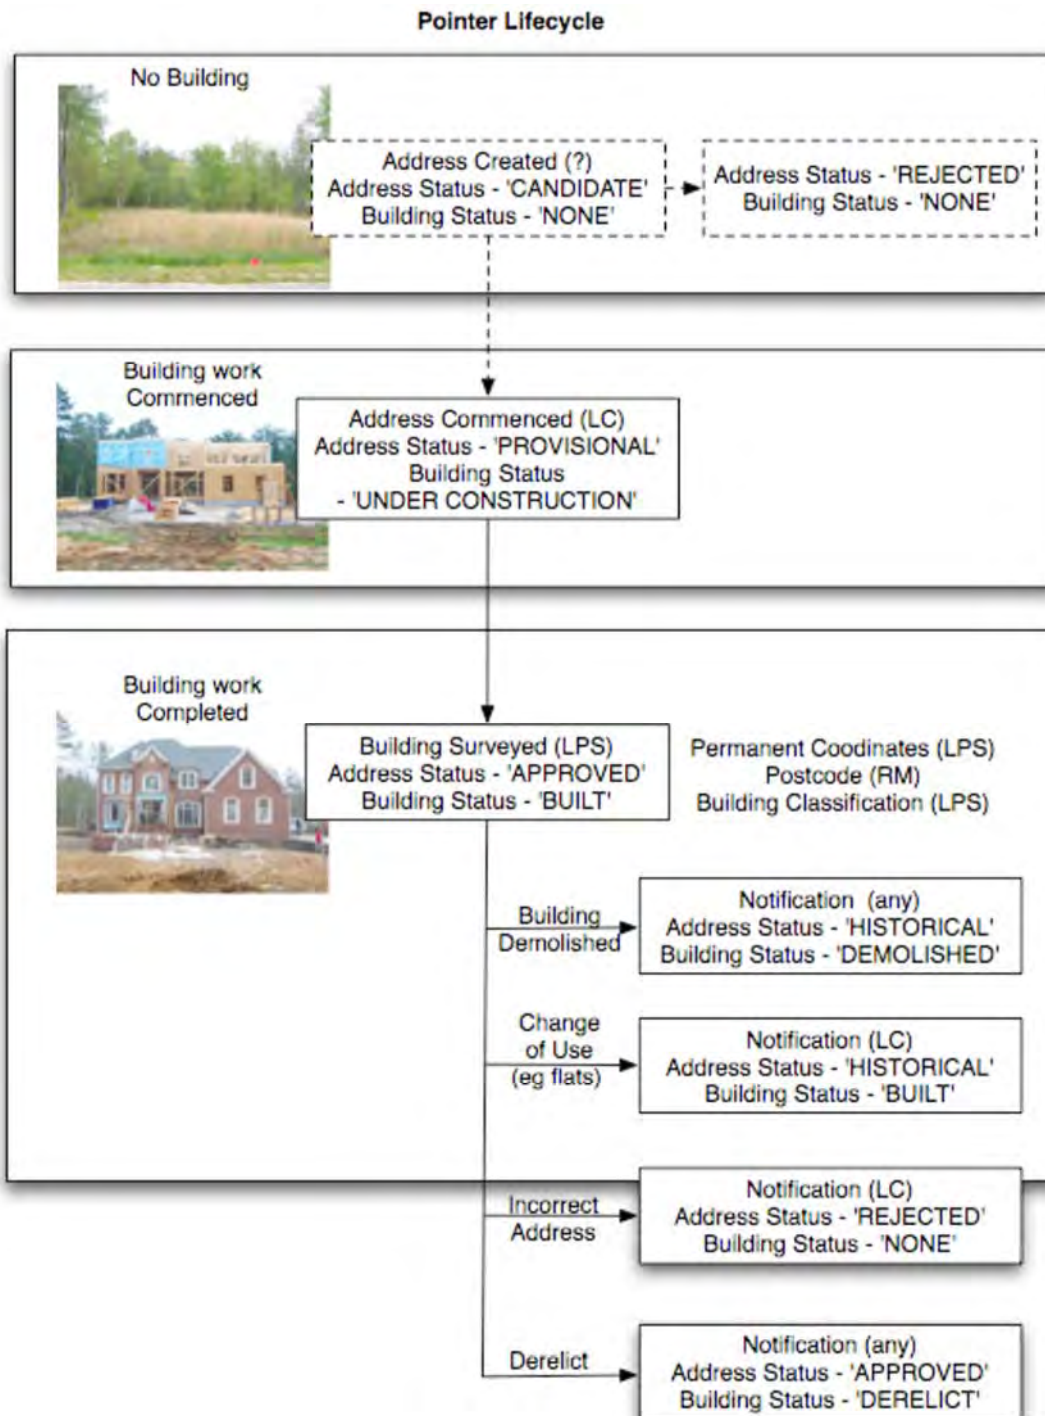 Pointer Lifecycle
No Building
Address Created (?)
Address Status - 'CANDIDATE'
Building Status - 'NONE'
Address Status - 'REJECTED'
Building Status - 'NONE'
Building work
Commenced
Address Commenced (LC)
Address Status - 'PROVISIONAL'
Building Status
- 'UNDER CONSTRUCTION'
Building work
Completed
Building Surveyed (LPS)
Address Status - 'APPROVED'
Building Status - 'BUILT'
Permanent Coodinates (LPS)
Postcode (RM)
Building Classification (LPS)
Building
Demolished
Notification (any)
Address Status - 'HISTORICAL'
Building Status - 'DEMOLISHED'
Change
of Use
(eg flats)
Notification (LC)
Address Status - 'HISTORICAL'
Building Status - 'BUILT'
Incorrect
Address
Notification (LC)
Address Status - 'REJECTED'
Building Status - 'NONE'
Derelict
Notification (any)
Address Status - 'APPROVED'
Building Status - 'DERELICT'